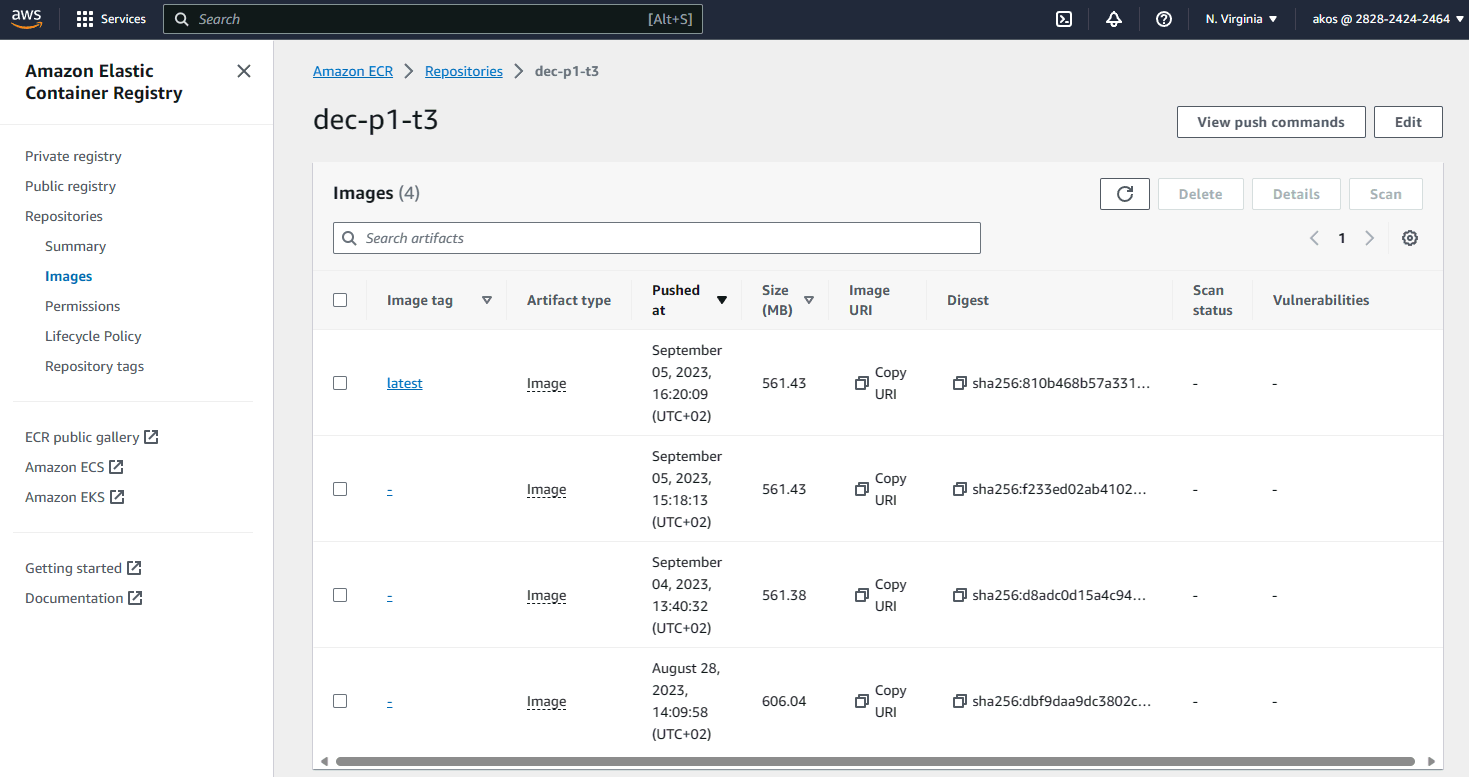 aws
Services
Search
[Alt+S]
N. Virginia
akos @ 2828-2424-2464
Amazon Elastic
Container Registry
Private registry
Public registry
Repositories
Summary
Images
Permissions
Lifecycle Policy
Repository tags
ECR public gallery
Amazon ECS
Amazon EKS
Getting started
Documentation
Amazon ECR
Repositories
dec-p1-t3
dec-p1-t3
View push commands
Edit
Images (4)
Delete
Details
Scan
Search artifacts
1
Image tag
Artifact type
Pushed
at
Size
(MB)
Image
URI
Digest
Scan
status
Vulnerabilities
latest
Image
September
05, 2023,
16:20:09
(UTC+02)
561.43
Copy
URI
sha256:810b468b57a331...
-
-
-
Image
September
05, 2023,
15:18:13
(UTC+02)
561.43
Copy
URI
sha256:f233ed02ab4102...
-
-
-
Image
September
04, 2023,
13:40:32
(UTC+02)
561.38
Copy
URI
sha256:d8adc0d15a4c94...
-
-
-
Image
August 28,
2023,
14:09:58
(UTC+02)
606.04
Copy
URI
sha256:dbf9daa9dc3802c...
-
-